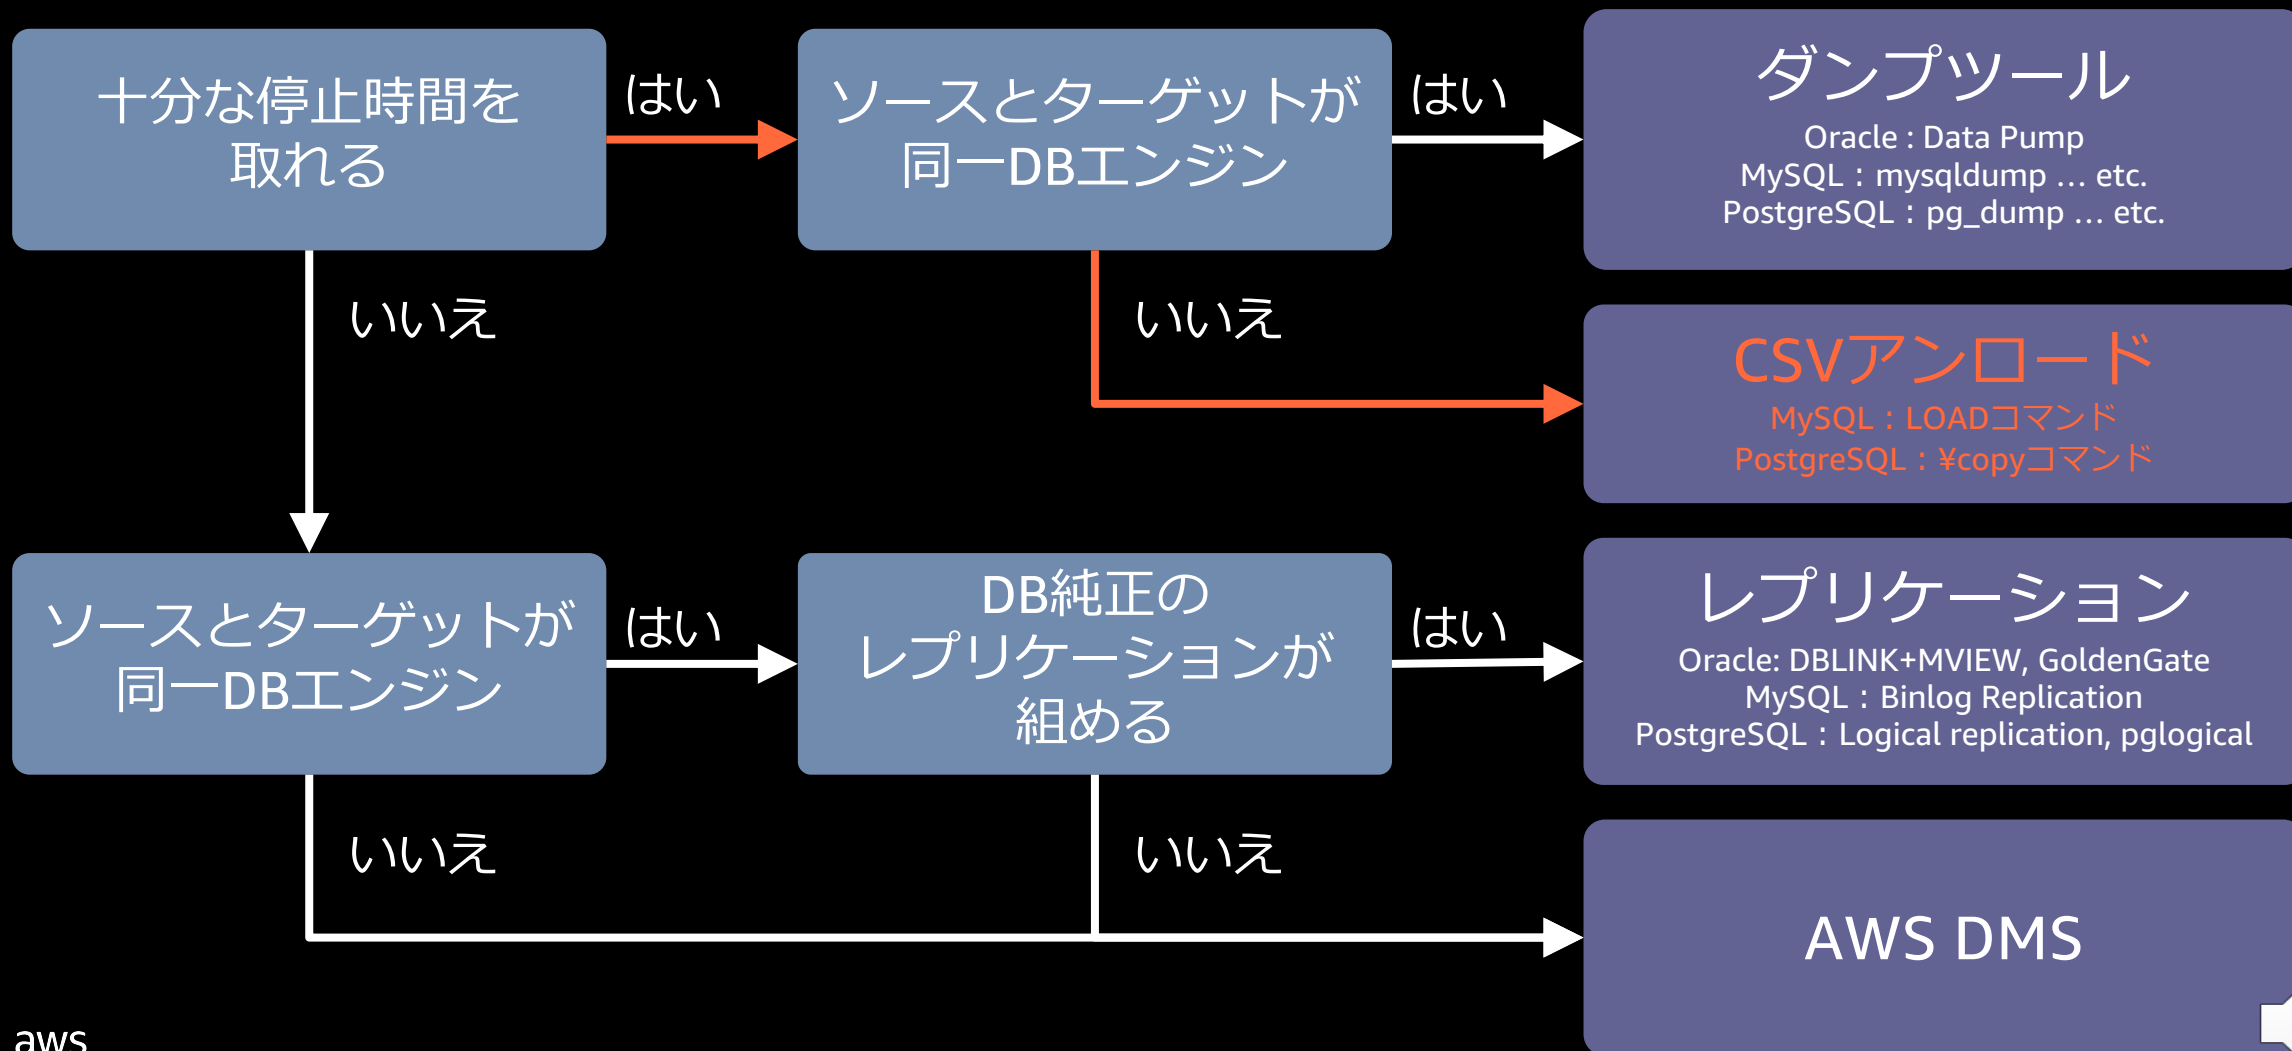 十分な停止時間を
取れる
はい
ソースとターゲットが
同一DBエンジン
はい
ダンプツール
Oracle : Data Pump
MySQL：mysqldump … etc.
PostgreSQL：pg_dump … etc.
いいえ
いいえ
CSVアンロード
MySQL：LOADコマンド
PostgreSQL：¥copyコマンド
ソースとターゲットが
同一DBエンジン
はい
DB純正の
レプリケーションが
組める
はい
レプリケーション
Oracle: DBLINK+MVIEW, GoldenGate
MySQL：Binlog Replication
PostgreSQL：Logical replication, pglogical
いいえ
いいえ
AWS DMS
aws